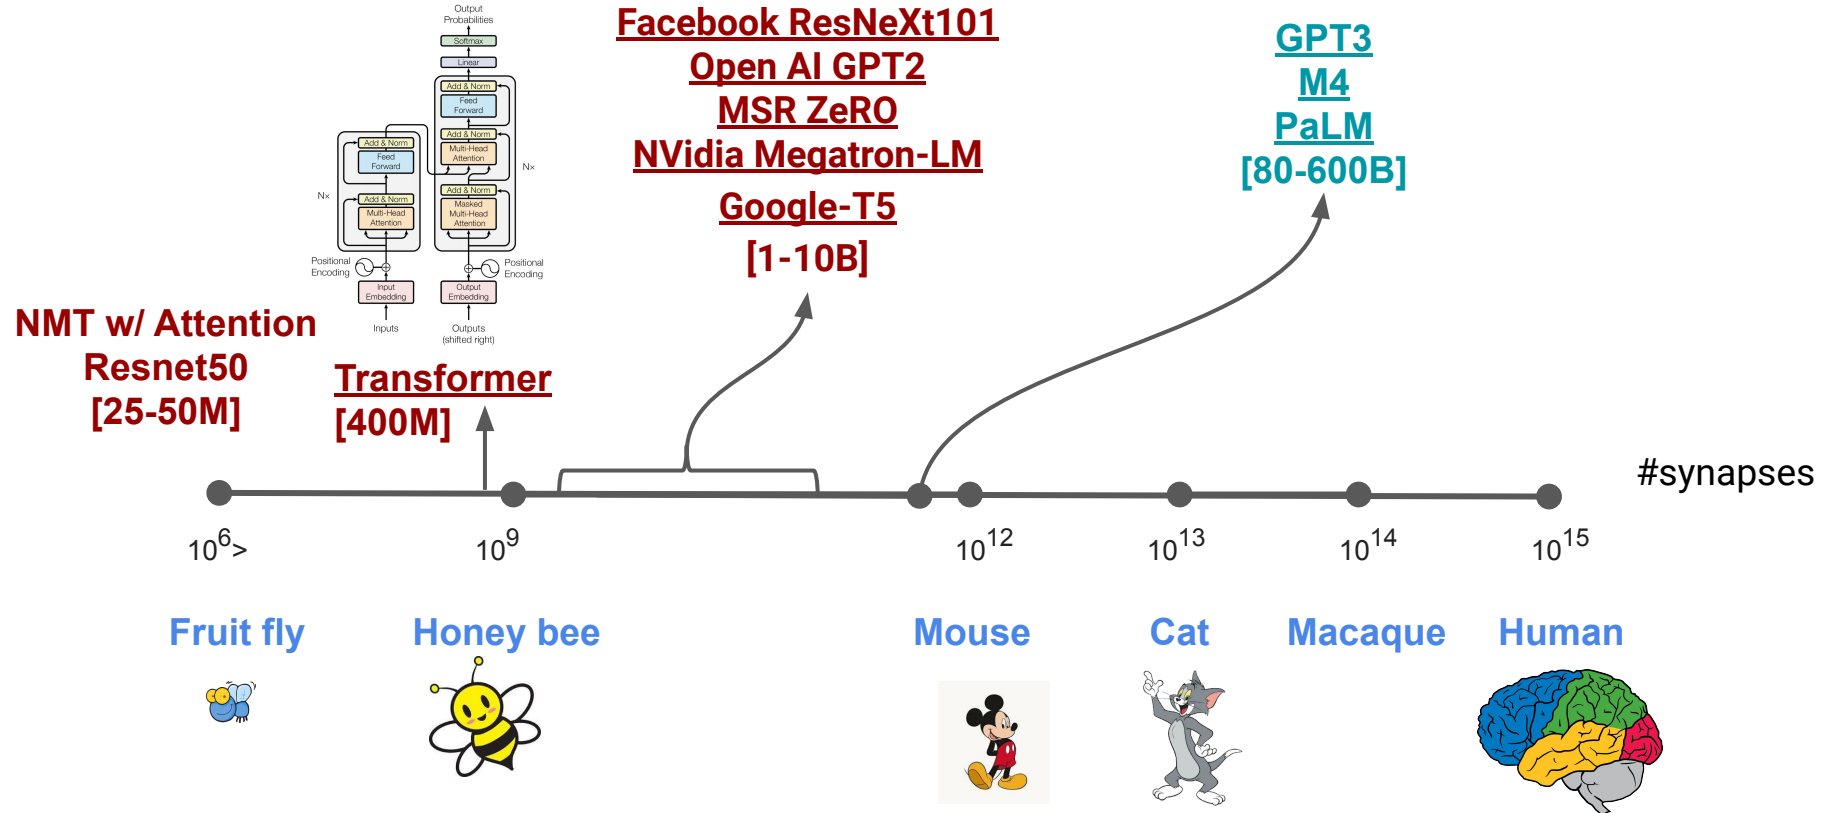 Output
Probabilities
Softmax
Linear
Add & Norm
Feed
Forward
Add & Norm
Multi-Head
Attention
Add & Norm
Masked
Multi-Head
Attention
Nx
Add & Norm
Feed
Forward
Nx
Add & Norm
Multi-Head
Attention
Positional
Encoding
Positional
Encoding
Input
Embedding
Output
Embedding
Inputs
Outputs
(shifted right)
Facebook ResNeXt101
Open AI GPT2
MSR ZeRO
NVidia Megatron-LM
Google-T5
[1-10B]
GPT3
M4
PaLM
[80-600B]
NMT w/ Attention
Resnet50
[25-50M]
Transformer
[400M]
#synapses
10^6>
10^9
10^12
10^13
10^14
10^15
Fruit fly
Honey bee
Mouse
Cat
Macaque
Human